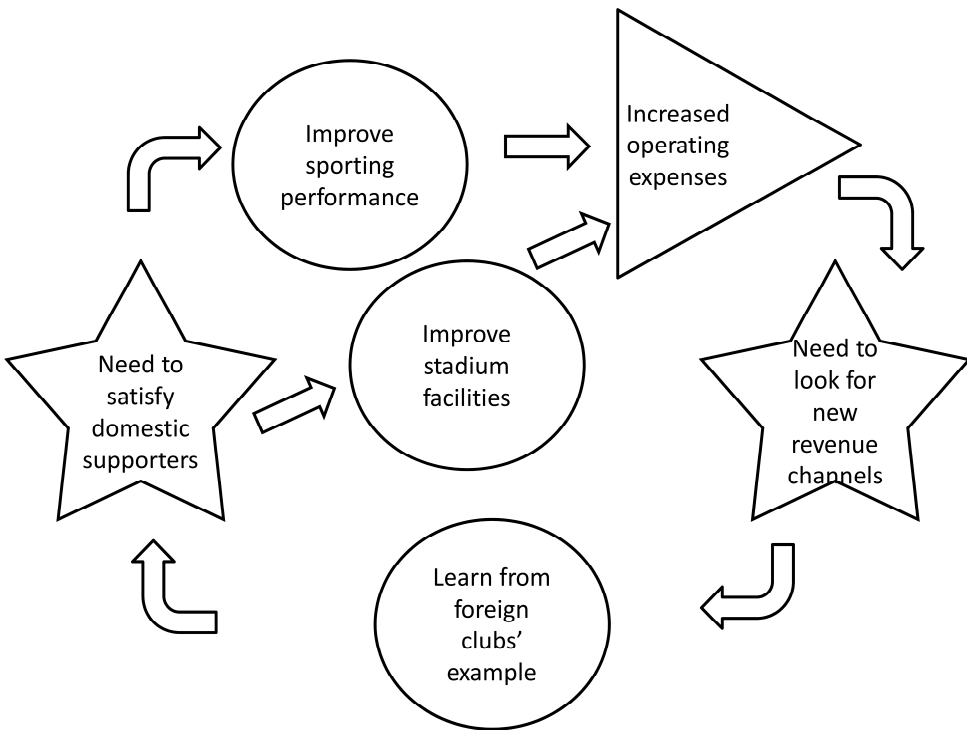 Improve
sporting
performance
Increased
operating
expenses
Need to
satisfy
domestic
supporters
Improve
stadium
facilities
Need to
look for
new
revenue
channels
Learn from
foreign
clubs’
example